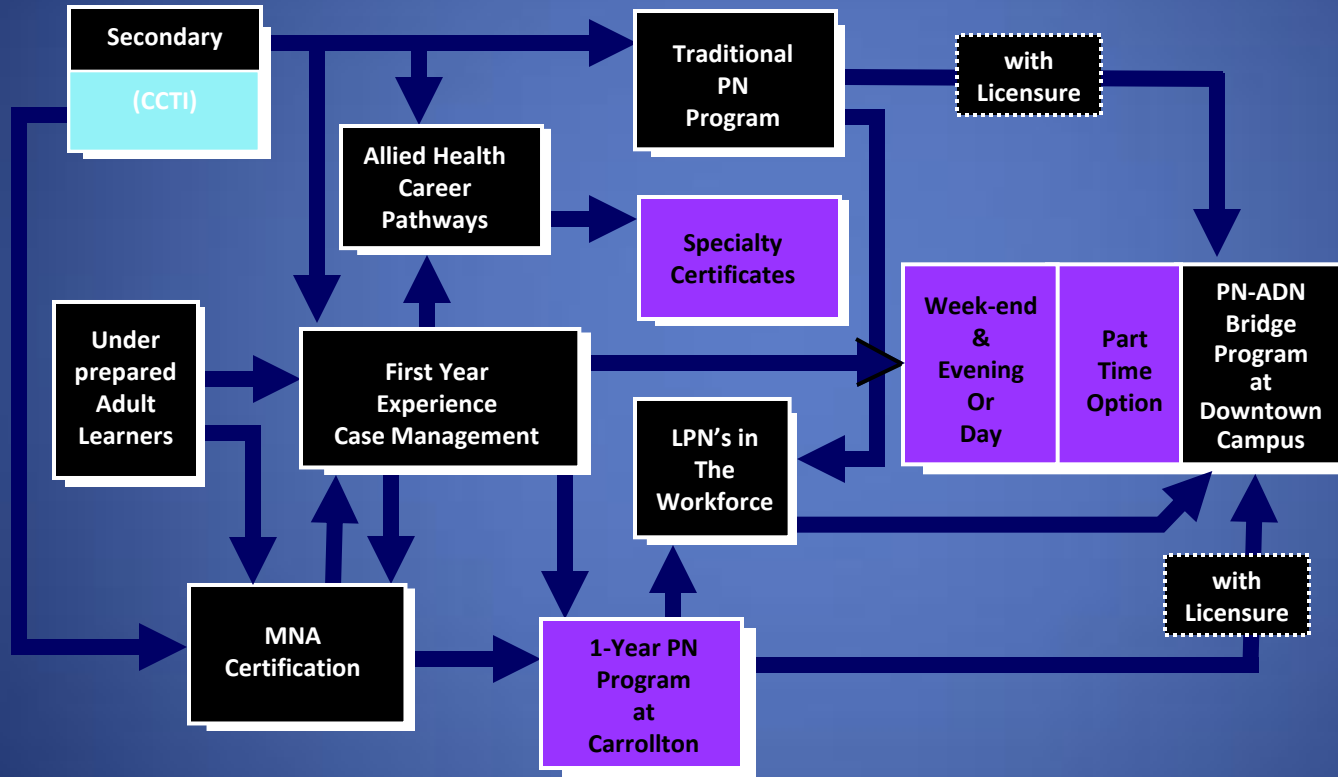 Secondary
(CCTI)
Traditional
PN
Program
with
Licensure
Allied Health
Career
Pathways
Specialty
Certificates
Under
prepared
Adult
Learners
First Year
Experience
Case Management
Week-end
&
Evening
Or
Day
Part
Time
Option
PN-ADN
Bridge
Program
at
Downtown
Campus
LPN’s in
The
Workforce
with
Licensure
MNA
Certification
1-Year PN
Program
at
Carrollton